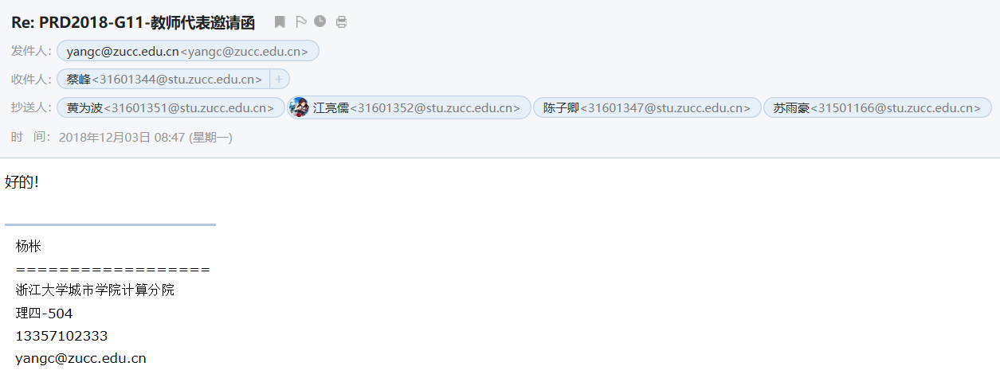 Re: PRD2018-G11-教师代表邀请函
发件人： yangc@zucc.edu.cn<yangc@zucc.edu.cn>
收件人： 蔡峰<31601344@stu.zucc.edu.cn> +
抄送人： 黄为波<31601351@stu.zucc.edu.cn> 江亮儒<31601352@stu.zucc.edu.cn> 陈子卿<31601347@stu.zucc.edu.cn> 苏雨豪<31501166@stu.zucc.edu.cn>
时 间： 2018年12月03日 08:47 (星期一)
好的！
杨枨
==================
浙江大学城市学院计算分院
理四-504
13357102333
yangc@zucc.edu.cn